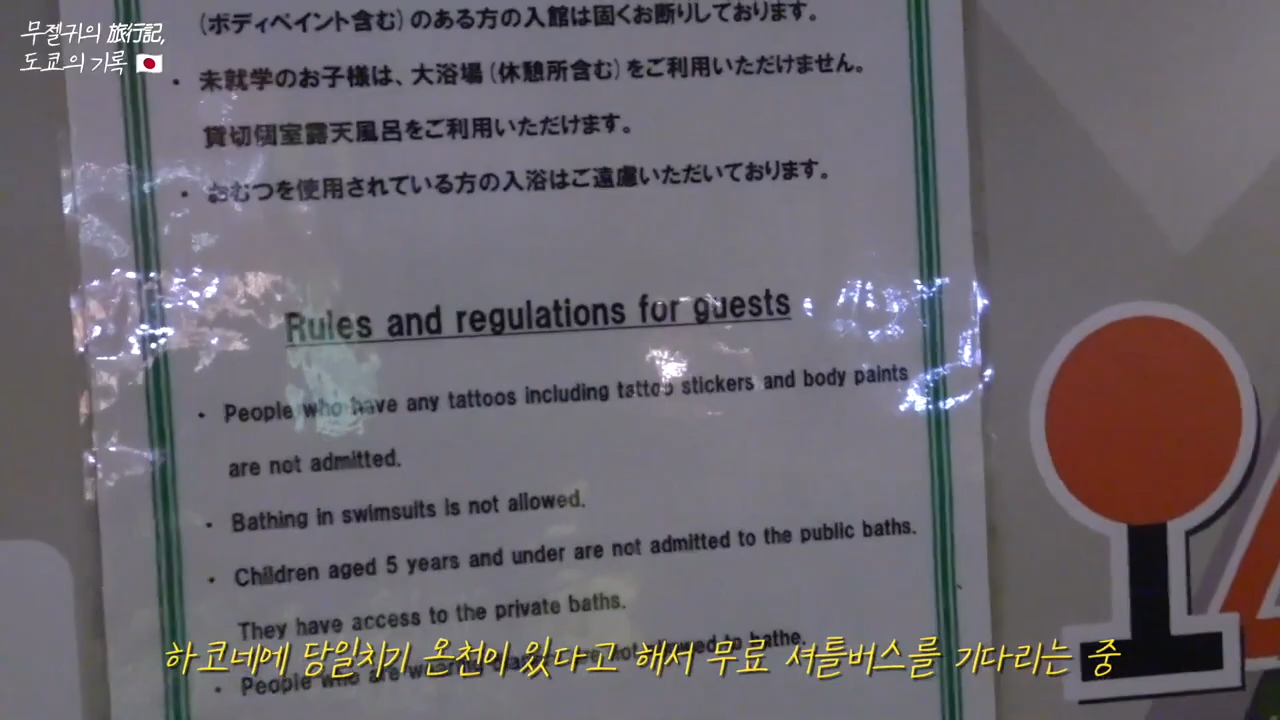 무젤귀의 旅行記,
도쿄의 기록
(ボディペイント含む)のある方の入館は固くお断りしております。
・ 未就学のお子様は、大浴場(休憩所含む)をご利用いただけません。
貸切個室露天風呂をご利用いただけます。
・ おむつを使用されている方の入浴はご遠慮いただいております。
Rules and regulations for guests
・ People who have any tattoos including tattoo stickers and body paints
are not admitted.
・ Bathing in swimsuits is not allowed.
・ Children aged 5 years and under are not admitted to the public baths.
They have access to the private baths.
・ People who are wearing not allowed to bathe.
하코네에 당일치기 온천이 있다고 해서 무료 셔틀버스를 기다리는 중